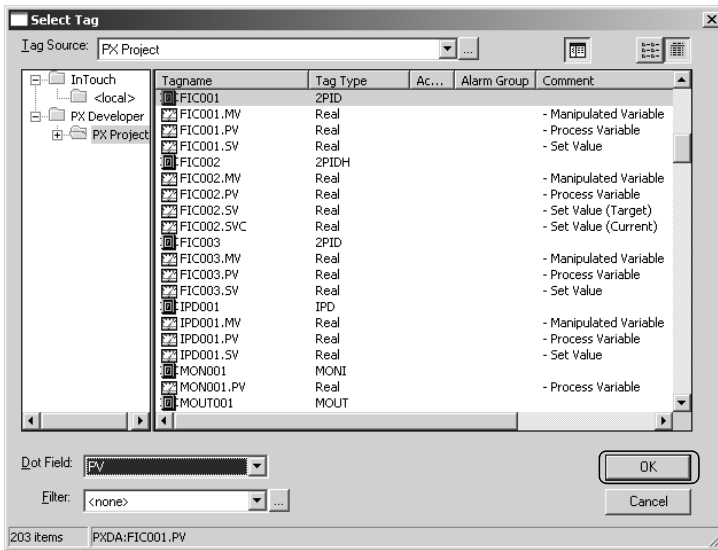 Select Tag
Tag Source: PX Project
InTouch
<local>
PX Developer
PX Project
Tagname Tag Type Ac... Alarm Group Comment
FIC001 2PID
FIC001.MV Real - Manipulated Variable
FIC001.PV Real - Process Variable
FIC001.SV Real - Set Value
FIC002 2PIDH
FIC002.MV Real - Manipulated Variable
FIC002.PV Real - Process Variable
FIC002.SV Real - Set Value (Target)
FIC002.SVC Real - Set Value (Current)
FIC003 2PID
FIC003.MV Real - Manipulated Variable
FIC003.PV Real - Process Variable
FIC003.SV Real - Set Value
IPD001 IPD
IPD001.MV Real - Manipulated Variable
IPD001.PV Real - Process Variable
IPD001.SV Real - Set Value
MON001 MONI
MON001.PV Real - Process Variable
MOUT001 MOUT
Dot Field: PV
OK
Filter: <none> ...
Cancel
203 items PXDA:FIC001.PV